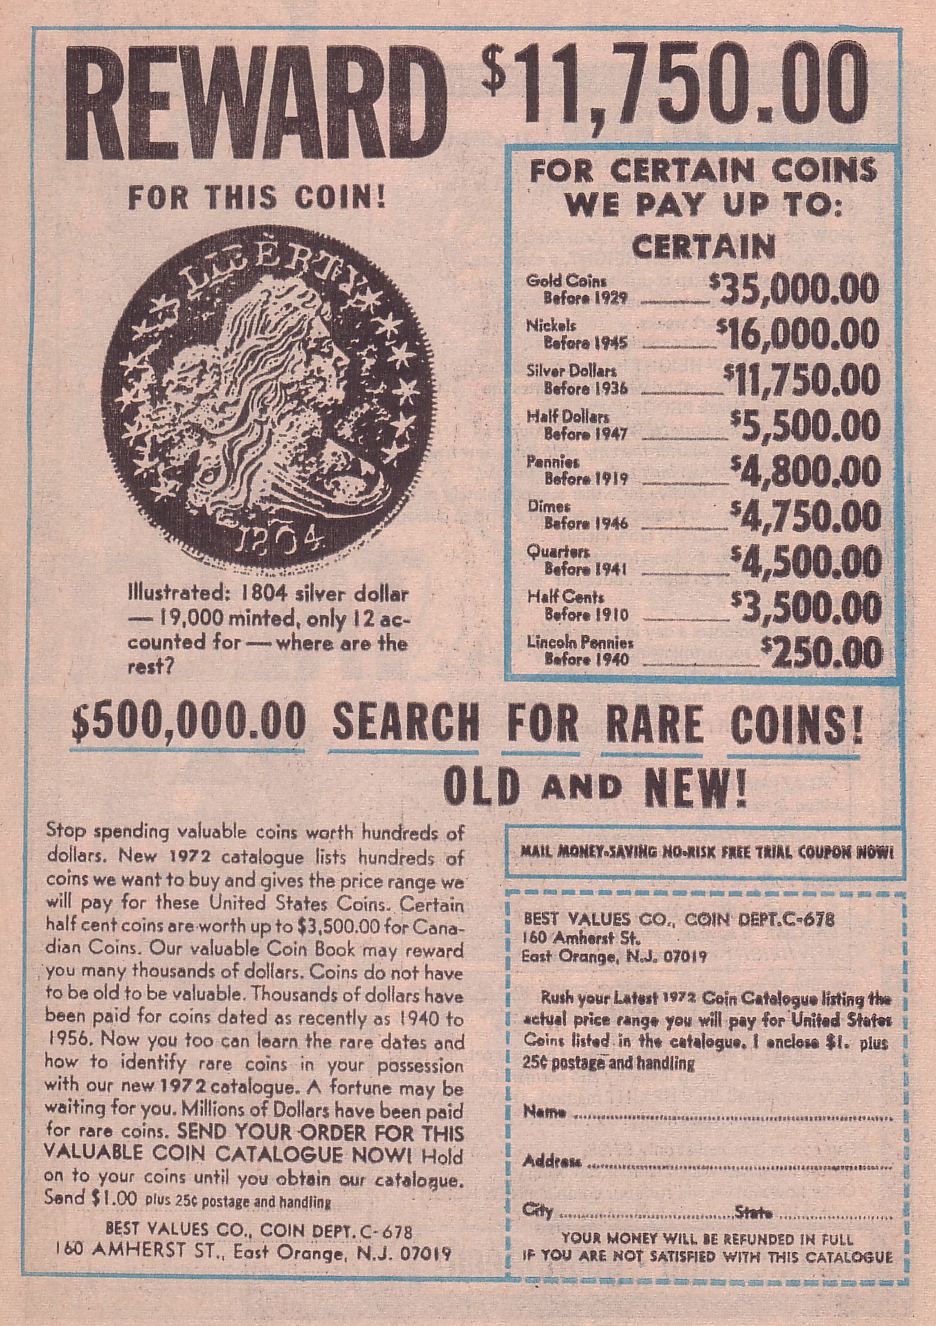 REWARD $11,750.00
FOR THIS COIN!
LIBERTY
1804
Illustrated: 1804 silver dollar
— 19,000 minted, only 12 ac-
counted for — where are the
rest?
FOR CERTAIN COINS
WE PAY UP TO:
CERTAIN
Gold Coins
Before 1929 $35,000.00
Nickels
Before 1945 $16,000.00
Silver Dollars
Before 1936 $11,750.00
Half Dollars
Before 1947 $5,500.00
Pennies
Before 1919 $4,800.00
Dimes
Before 1946 $4,750.00
Quarters
Before 1941 $4,500.00
Half Cents
Before 1910 $3,500.00
Lincoln Pennies
Before 1940 $250.00
$500,000.00 SEARCH FOR RARE COINS!
OLD AND NEW!
Stop spending valuable coins worth hundreds of
dollars. New 1972 catalogue lists hundreds of
coins we want to buy and gives the price range we
will pay for these United States Coins. Certain
half cent coins are worth up to $3,500.00 for Cana-
dian Coins. Our valuable Coin Book may reward
you many thousands of dollars. Coins do not have
to be old to be valuable. Thousands of dollars have
been paid for coins dated as recently as 1940 to
1956. Now you too can learn the rare dates and
how to identify rare coins in your possession
with our new 1972 catalogue. A fortune may be
waiting for you. Millions of Dollars have been paid
for rare coins. SEND YOUR ORDER FOR THIS
VALUABLE COIN CATALOGUE NOW! Hold
on to your coins until you obtain our catalogue.
Send $1.00 plus 25¢ postage and handling
BEST VALUES CO., COIN DEPT. C-678
160 AMHERST ST., East Orange, N.J. 07019
MAIL MONEY-SAVING NO-RISK FREE TRIAL COUPON NOW!
BEST VALUES CO., COIN DEPT. C-678
160 Amherst St.
East Orange, N.J. 07019
Rush your Latest 1972 Coin Catalogue listing the
actual price range you will pay for United States
Coins listed in the catalogue. I enclose $1. plus
25¢ postage and handling
Name
Address
City State
YOUR MONEY WILL BE REFUNDED IN FULL
IF YOU ARE NOT SATISFIED WITH THIS CATALOGUE